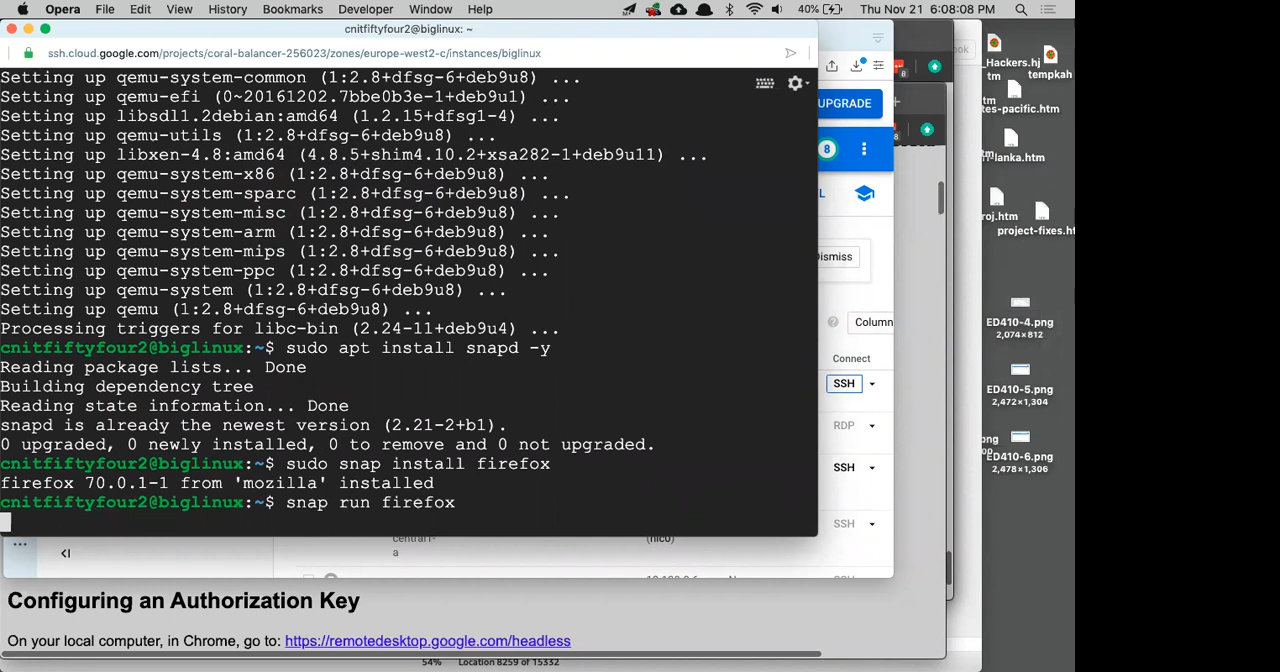 Opera File Edit View History Bookmarks Developer Window Help 40% Thu Nov 21 6:08:08 PM
cnitfiftyfour2@biglinux: ~
ssh.cloud.google.com/projects/coral-balancer-256023/zones/europe-west2-c/instances/biglinux
Setting up qemu-system-common (1:2.8+dfsg-6+deb9u8) ...
Setting up qemu-efi (0~20161202.7bbe0b3e-1+deb9u1) ...
Setting up libsdl1.2debian:amd64 (1.2.15+dfsg1-4) ...
Setting up qemu-utils (1:2.8+dfsg-6+deb9u8) ...
Setting up libxen-4.8:amd64 (4.8.5+shim4.10.2+xsa282-1+deb9u11) ...
Setting up qemu-system-x86 (1:2.8+dfsg-6+deb9u8) ...
Setting up qemu-system-sparc (1:2.8+dfsg-6+deb9u8) ...
Setting up qemu-system-misc (1:2.8+dfsg-6+deb9u8) ...
Setting up qemu-system-arm (1:2.8+dfsg-6+deb9u8) ...
Setting up qemu-system-mips (1:2.8+dfsg-6+deb9u8) ...
Setting up qemu-system-ppc (1:2.8+dfsg-6+deb9u8) ...
Setting up qemu-system (1:2.8+dfsg-6+deb9u8) ...
Setting up qemu (1:2.8+dfsg-6+deb9u8) ...
Processing triggers for libc-bin (2.24-11+deb9u4) ...
cnitfiftyfour2@biglinux:~$ sudo apt install snapd -y
Reading package lists... Done
Building dependency tree
Reading state information... Done
snapd is already the newest version (2.21-2+b1).
0 upgraded, 0 newly installed, 0 to remove and 0 not upgraded.
cnitfiftyfour2@biglinux:~$ sudo snap install firefox
firefox 70.0.1-1 from 'mozilla' installed
cnitfiftyfour2@biglinux:~$ snap run firefox
UPGRADE
8
Dismiss
Column
Connect
SSH
RDP
SSH
SSH
central1-
a
(nic0)
Configuring an Authorization Key
On your local computer, in Chrome, go to: https://remotedesktop.google.com/headless
54% Location 8259 of 15332
_Hackers.hj
tm
tempkah
tes-pacific.htm
lanka.htm
roj.htm
project-fixes.ht
ED410-4.png
2,074×812
ED410-5.png
2,472×1,304
png
ED410-6.png
2,478×1,306